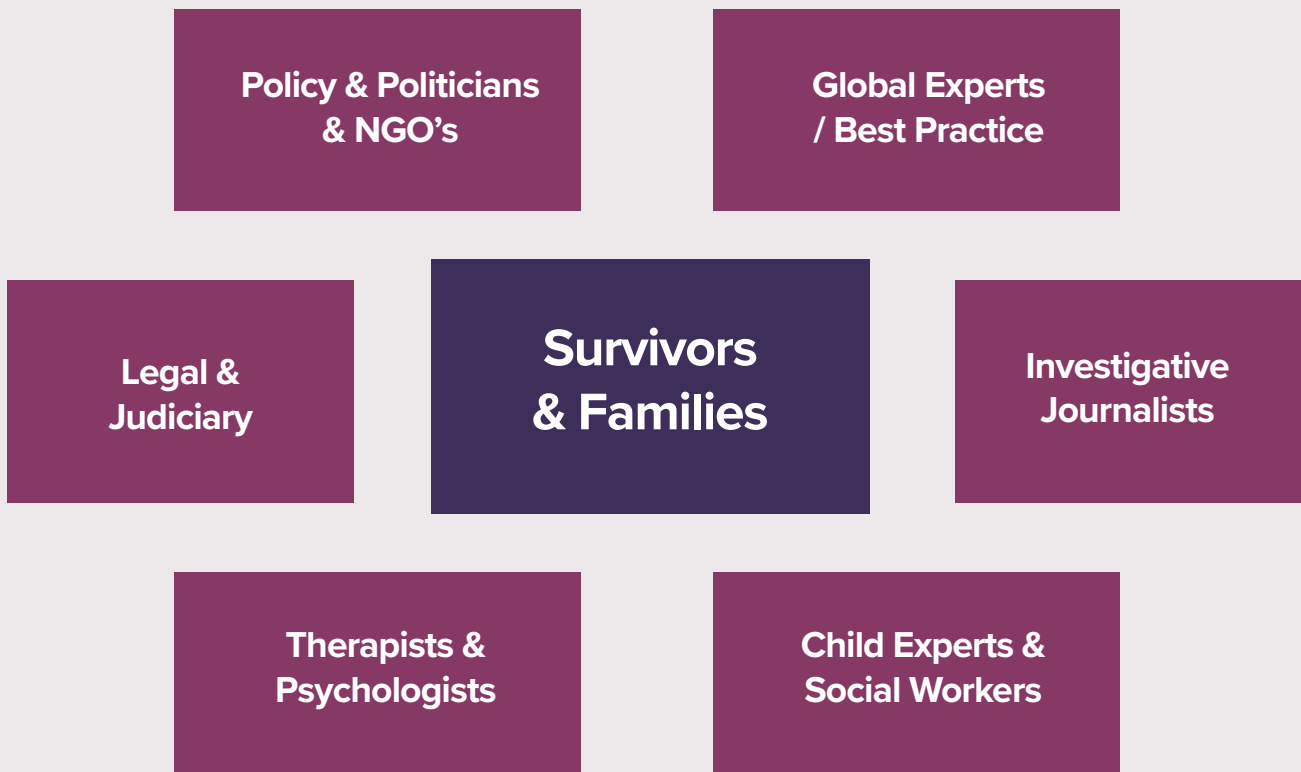 Policy & Politicians
& NGO’s
Global Experts
/ Best Practice
Legal &
Judiciary
Survivors
& Families
Investigative
Journalists
Therapists &
Psychologists
Child Experts &
Social Workers